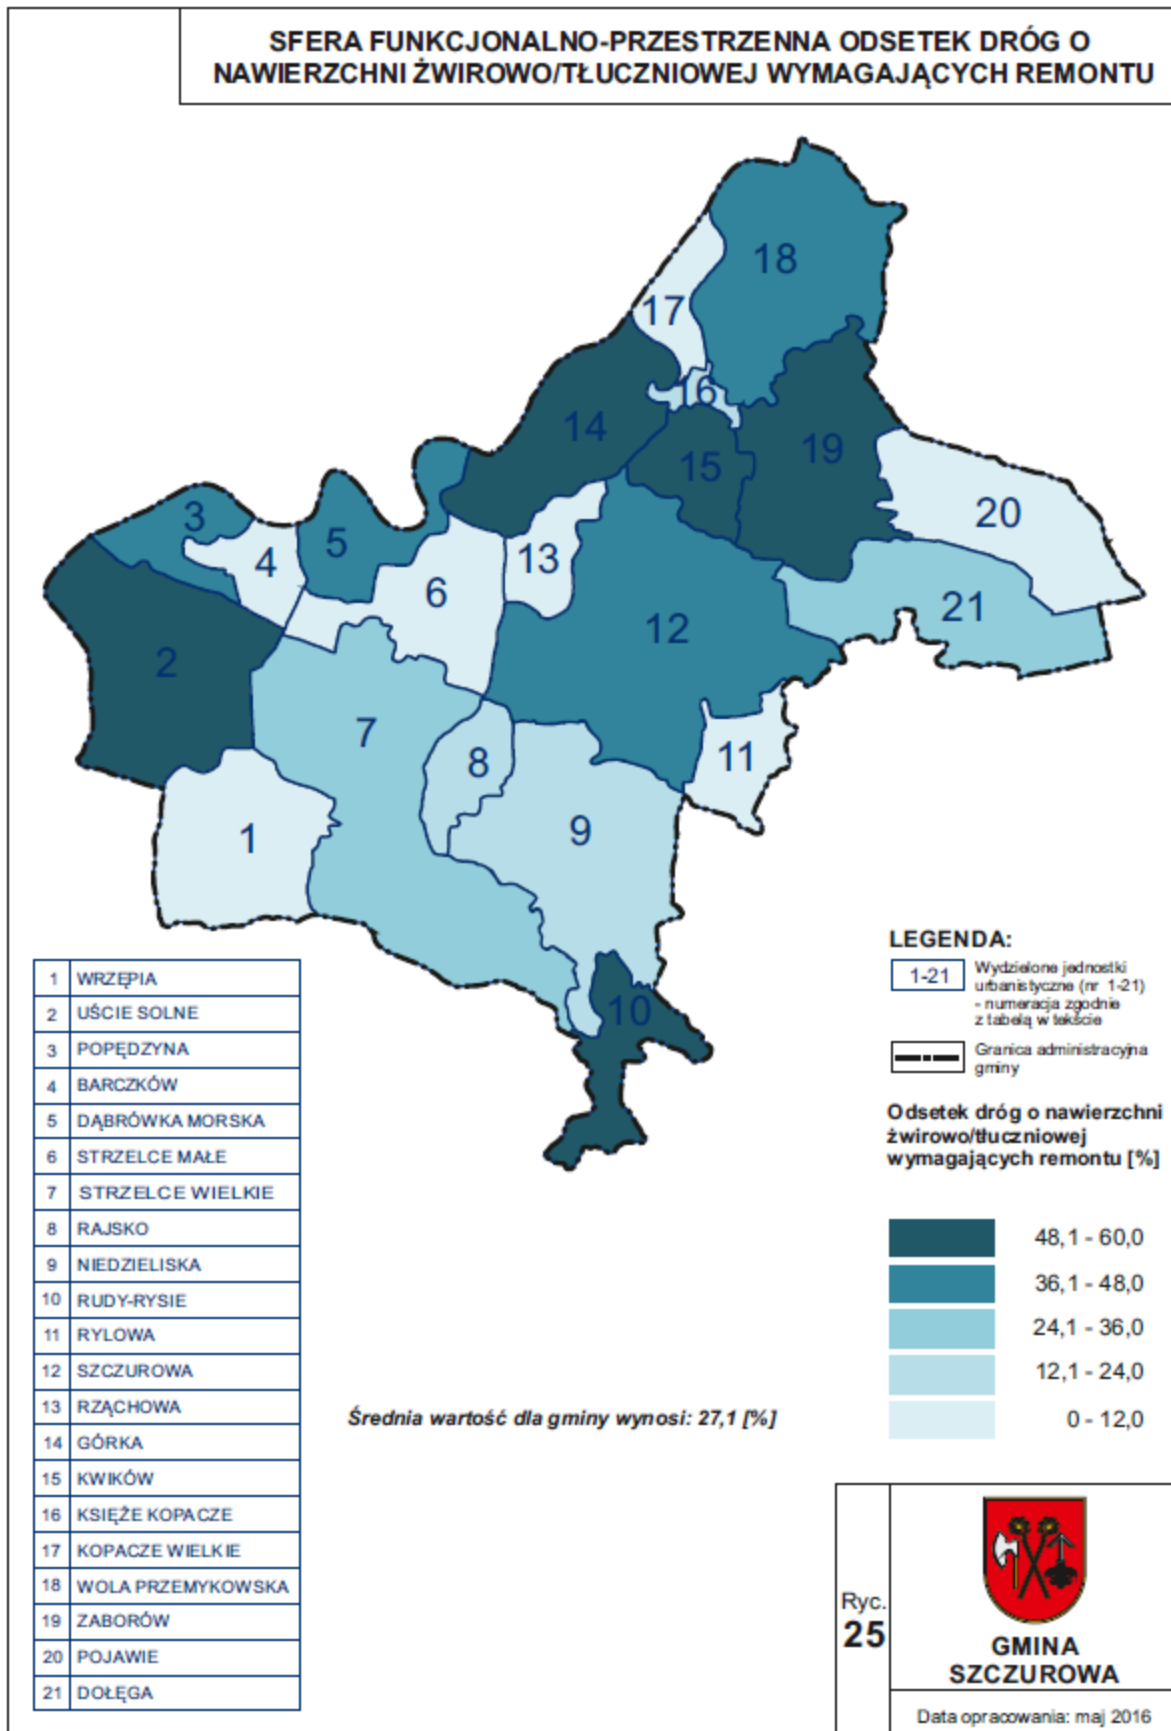 SFERA FUNKCJONALNO-PRZESTRZENNA ODSETEK DRÓG O
NAWIERZCHNI ŻWIROWO/TŁUCZNIOWEJ WYMAGAJĄCYCH REMONTU
18
17
16
14
19
15
3
20
5
13
4
6
21
12
2
7
11
8
9
1
10
1 WRZĘPIA
2 UŚCIE SOLNE
3 POPĘDZYNA
4 BARCZKÓW
5 DĄBRÓWKA MORSKA
6 STRZELCE MAŁE
7 STRZELCE WIELKIE
8 RAJSKO
9 NIEDZIELISKA
10 RUDY-RYSIE
11 RYLOWA
12 SZCZUROWA
13 RZĄCHOWA
14 GÓRKA
15 KWIKÓW
16 KSIĘŻE KOPACZE
17 KOPACZE WIELKIE
18 WOLA PRZEMYKOWSKA
19 ZABORÓW
20 POJAWIE
21 DOŁĘGA
Średnia wartość dla gminy wynosi: 27,1 [%]
LEGENDA:
1-21
Wydzielone jednostki
urbanistyczne (nr 1-21)
- numeracja zgodnie
z tabelą w tekście
Granica administracyjna
gminy
Odsetek dróg o nawierzchni
żwirowo/tłuczniowej
wymagających remontu [%]
48,1 - 60,0
36,1 - 48,0
24,1 - 36,0
12,1 - 24,0
0 - 12,0
Ryc.
25
GMINA
SZCZUROWA
Data opracowania: maj 2016